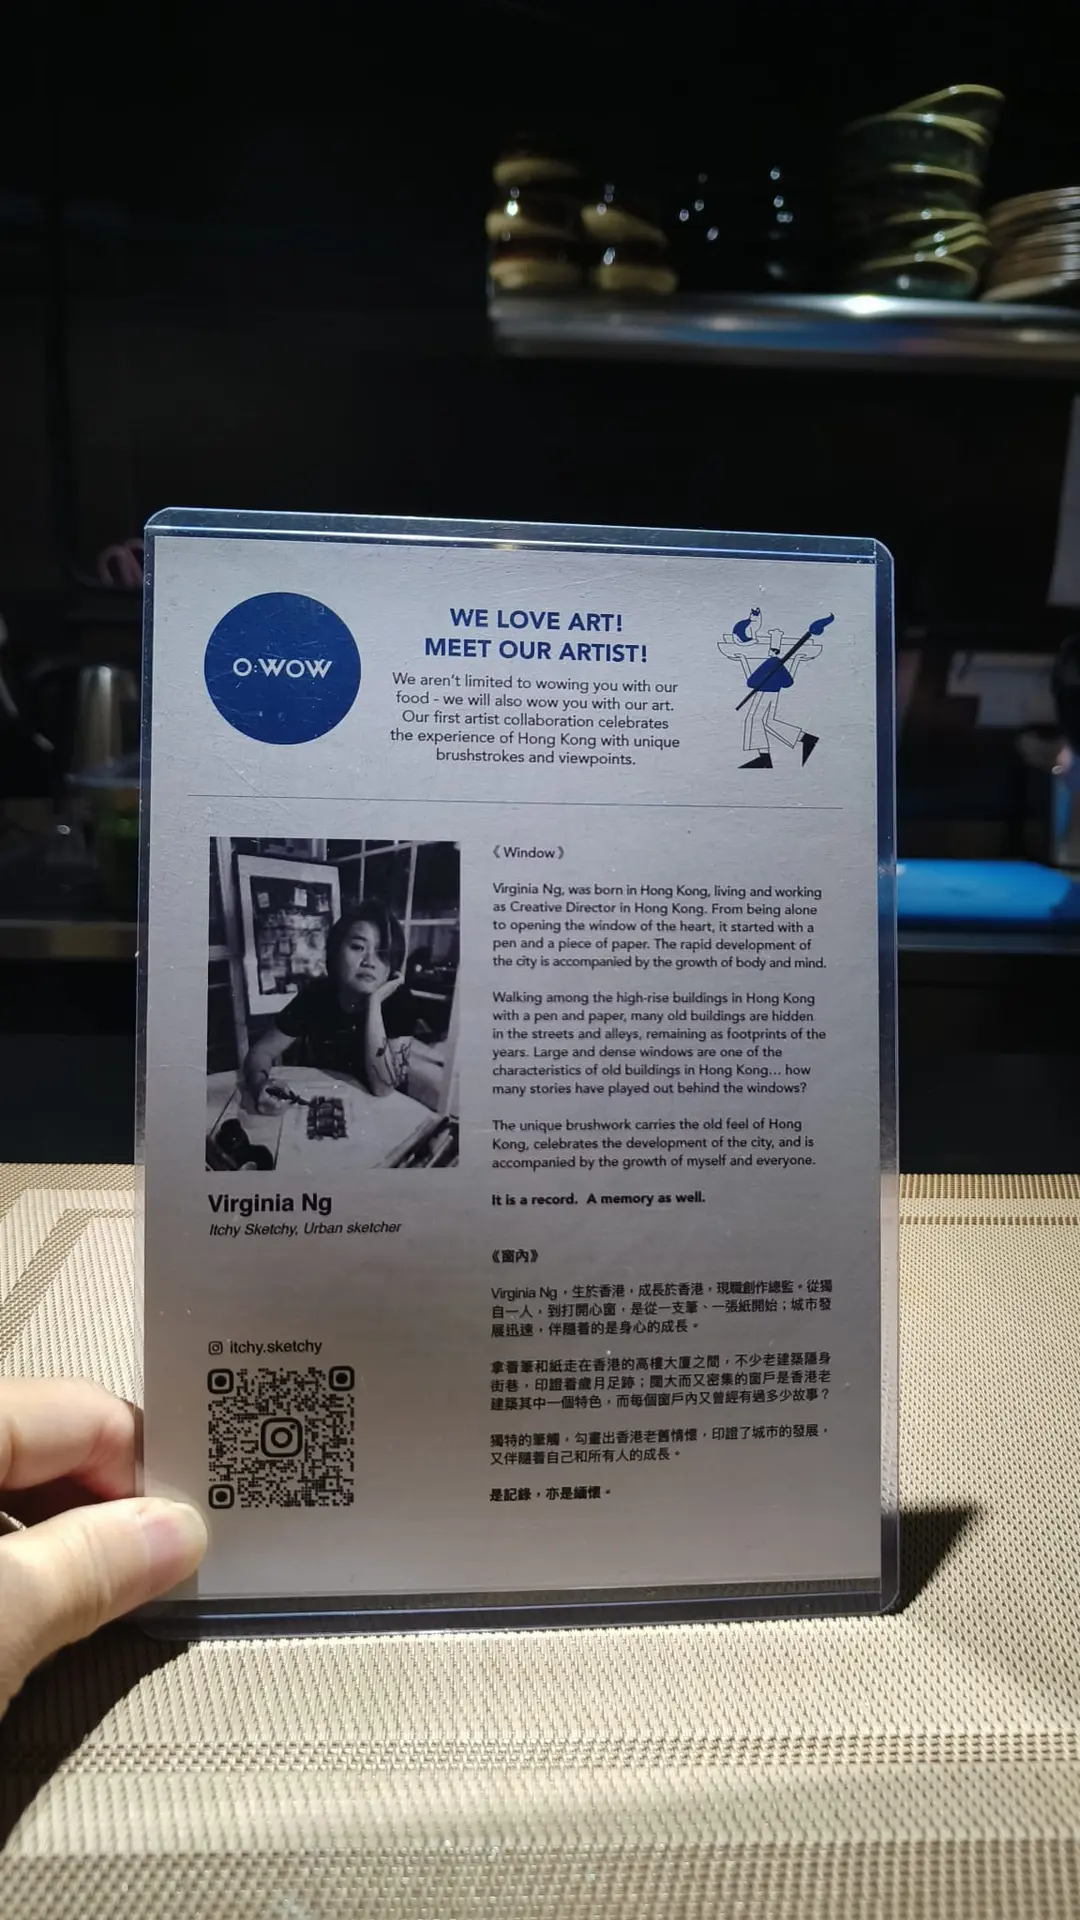 O:WOW
WE LOVE ART!
MEET OUR ARTIST!
We aren't limited to wowing you with our
food - we will also wow you with our art.
Our first artist collaboration celebrates
the experience of Hong Kong with unique
brushstrokes and viewpoints.
Virginia Ng
Itchy Sketchy, Urban sketcher
itchy.sketchy
《Window》
Virginia Ng, was born in Hong Kong, living and working
as Creative Director in Hong Kong. From being alone
to opening the window of the heart, it started with a
pen and a piece of paper. The rapid development of
the city is accompanied by the growth of body and mind.
Walking among the high-rise buildings in Hong Kong
with a pen and paper, many old buildings are hidden
in the streets and alleys, remaining as footprints of the
years. Large and dense windows are one of the
characteristics of old buildings in Hong Kong... how
many stories have played out behind the windows?
The unique brushwork carries the old feel of Hong
Kong, celebrates the development of the city, and is
accompanied by the growth of myself and everyone.
It is a record. A memory as well.
《窗內》
Virginia Ng，生於香港，成長於香港，現職創作總監。從獨
自一人，到打開心窗，是從一支筆、一張紙開始；城市發
展迅速，伴隨着的是身心的成長。
拿着筆和紙走在香港的高樓大廈之間，不少老建築隱身
街巷，印證着歲月足跡；闊大而又密集的窗戶是香港老
建築其中一個特色，而每個窗戶內又曾經有過多少故事？
獨特的筆觸，勾畫出香港老舊情懷，印證了城市的發展，
又伴隨着自己和所有人的成長。
是記錄，亦是緬懷。